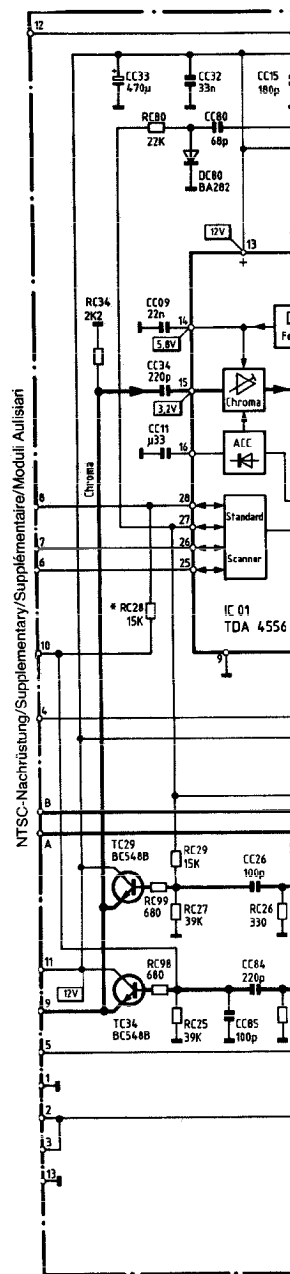 12
CC33
470µ
CC32
33n
CC15
180p
RC80
22K
CC80
68p
DC80
BA282
12V
13
+
RC34
2K2
CC09
22n
14
5,8V
Fe
CC34
220p
15
3,2V
Chroma
CC11
µ33
16
ACC
Chroma
8
28
27
7
26
6
25
Standard
Scanner
* RC28
15K
IC 01
TDA 4556
10
9
4
NTSC-Nachrüstung/Supplementary/Supplémentaire/Moduli Aulisiari
B
A
TC29
BC548B
RC29
15K
CC26
100p
RC99
680
RC27
39K
RC26
330
11
12V
9
RC98
680
CC84
220p
TC34
BC548B
RC25
39K
CC85
100p
5
1
2
3
13